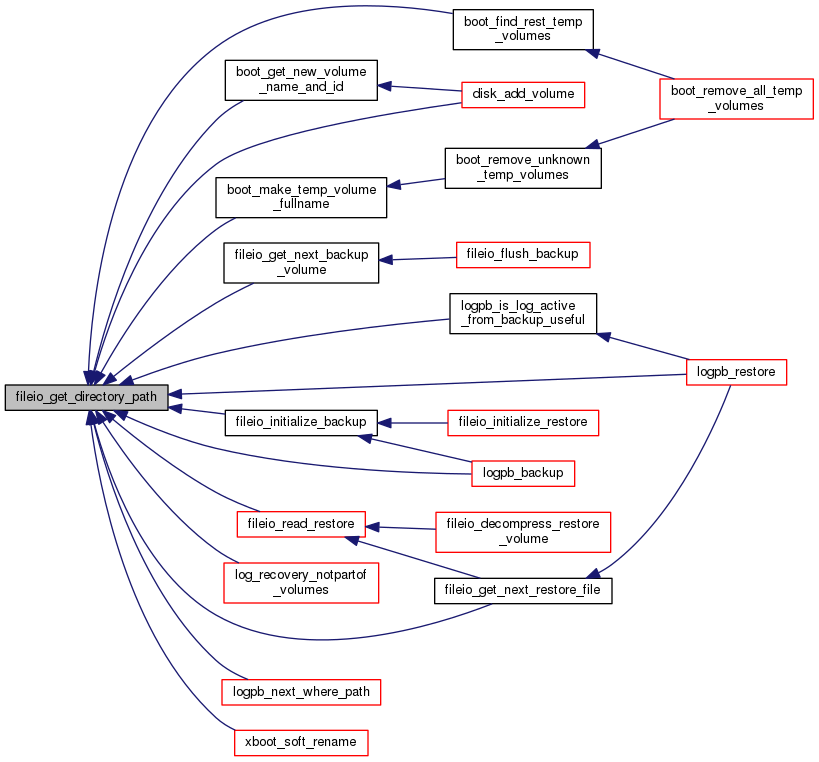 boot_find_rest_temp
_volumes
boot_get_new_volume
_name_and_id
disk_add_volume
boot_remove_all_temp
_volumes
boot_remove_unknown
_temp_volumes
boot_make_temp_volume
_fullname
fileio_get_next_backup
_volume
fileio_flush_backup
logpb_is_log_active
_from_backup_useful
logpb_restore
fileio_get_directory_path
fileio_initialize_backup
fileio_initialize_restore
logpb_backup
fileio_read_restore
fileio_decompress_restore
_volume
log_recovery_notpartof
_volumes
fileio_get_next_restore_file
logpb_next_where_path
xboot_soft_rename